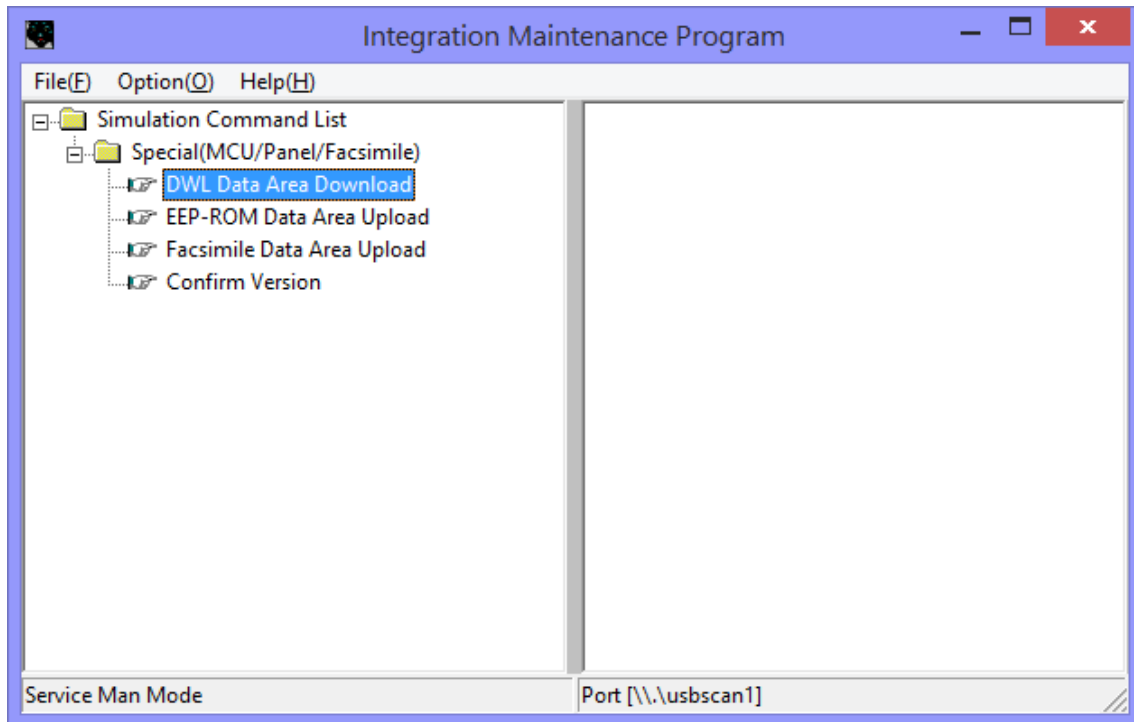 Integration Maintenance Program
File(F) Option(O) Help(H)
Simulation Command List
Special(MCU/Panel/Facsimile)
DWL Data Area Download
EEP-ROM Data Area Upload
Facsimile Data Area Upload
Confirm Version
Service Man Mode Port [\\.\usbscan1]